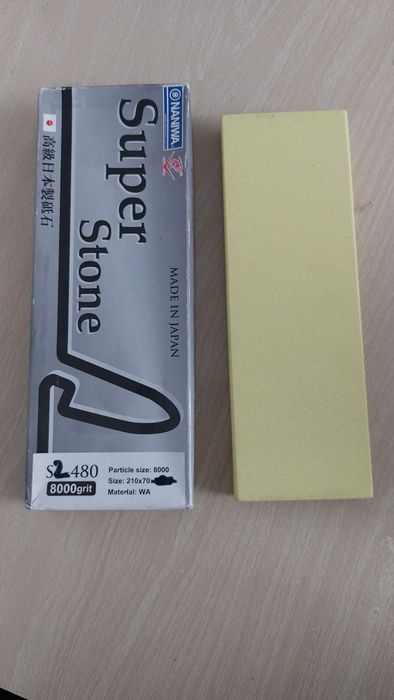 NANIWA
Super
Stone
MADE IN JAPAN
高級日本製砥石
S2480
8000grit
Particle size: 8000
Size: 210x70x
Material: WA